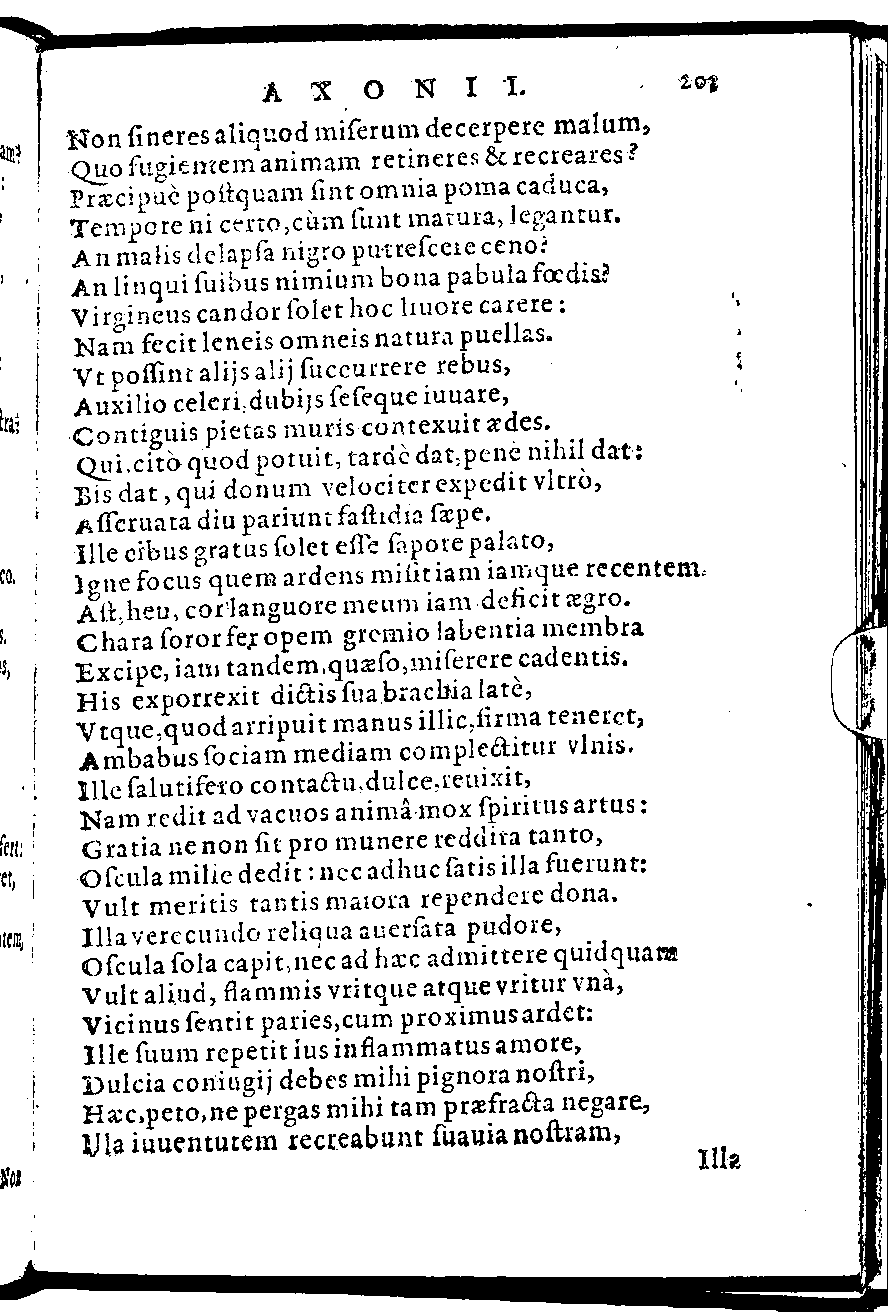 AXONII. 203
Non ſineres aliquod miſerum decerpere malum,
Quo fugientem animam retineres & recreares?
Præcipuè poſtquam ſint omnia poma caduca,
Tempore ni certo, cùm ſunt matura, legantur.
An malis delapſa nigro putreſcere ceno?
An linqui ſuibus nimium bona pabula fœdis?
Virgineus candor ſolet hoc liuore carere:
Nam fecit leneis omneis natura puellas.
Vt poſſint alijs alij ſuccurrere rebus,
Auxilio celeri, dubijs ſeſeque iuuare,
Contiguis pietas muris contexuit ædes.
Qui, citò quod potuit, tardè dat, penè nihil dat:
Bis dat, qui donum velociter expedit vltrò,
Aſſeruata diu pariunt faſtidia ſæpe.
Ille cibus gratus ſolet eſſe ſapore palato,
Igne focus quem ardens miſit iam iamque recentem.
Aſt, heu, cor languore meum iam deficit ægro.
Chara ſoror fer opem gremio labentia membra
Excipe, iam tandem, quæſo, miſerere cadentis.
His exporrexit dictis ſua brachia latè,
Vtque, quod arripuit manus illic, firma teneret,
Ambabus ſociam mediam complectitur vlnis.
Ille ſalutifero contactu, dulce, reuixit,
Nam redit ad vacuos animâ mox ſpiritus artus:
Gratia ne non ſit pro munere reddita tanto,
Oſcula mille dedit: nec adhuc ſatis illa fuerunt:
Vult meritis tantis maiora rependere dona.
Illa verecundo reliqua auerſata pudore,
Oſcula ſola capit, nec ad hæc admittere quidquam
Vult aliud, flammis vritque atque vritur vnà,
Vicinus ſentit paries, cum proximus ardet:
Ille ſuum repetit ius inflammatus amore,
Dulcia coniugij debes mihi pignora noſtri,
Hæc, peto, ne pergas mihi tam præfracta negare,
Illa iuuentutem recreabunt ſuauia noſtram,
Illa